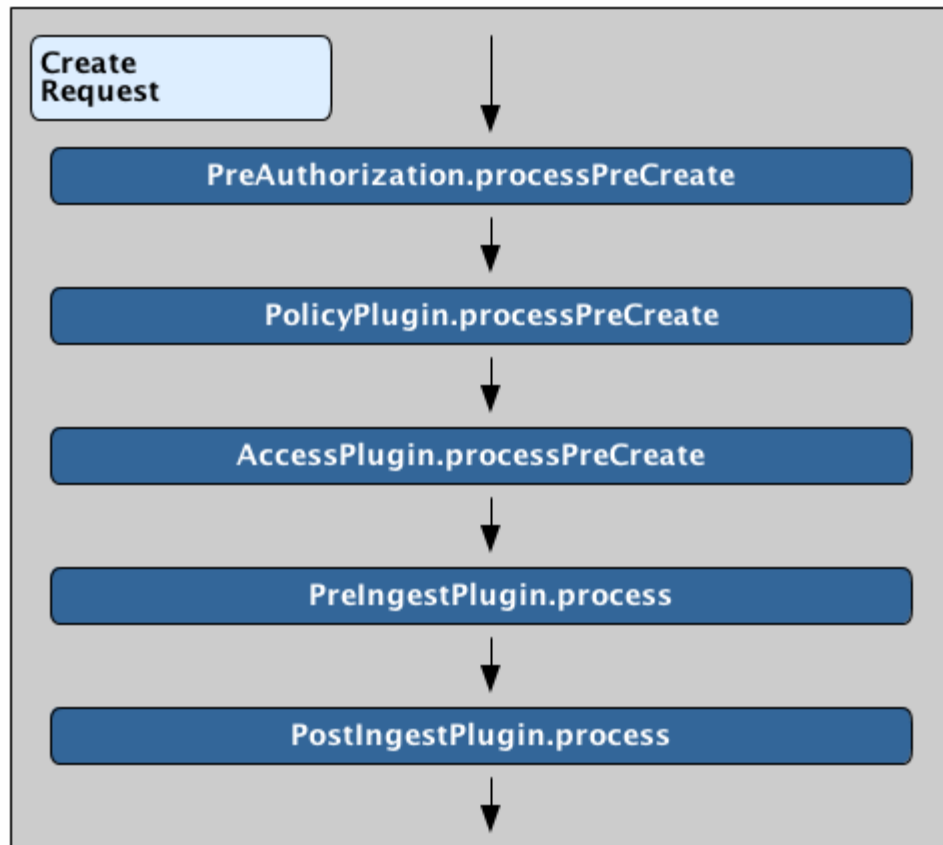 Create
Request
PreAuthorization.processPreCreate
PolicyPlugin.processPreCreate
AccessPlugin.processPreCreate
PreIngestPlugin.process
PostIngestPlugin.process